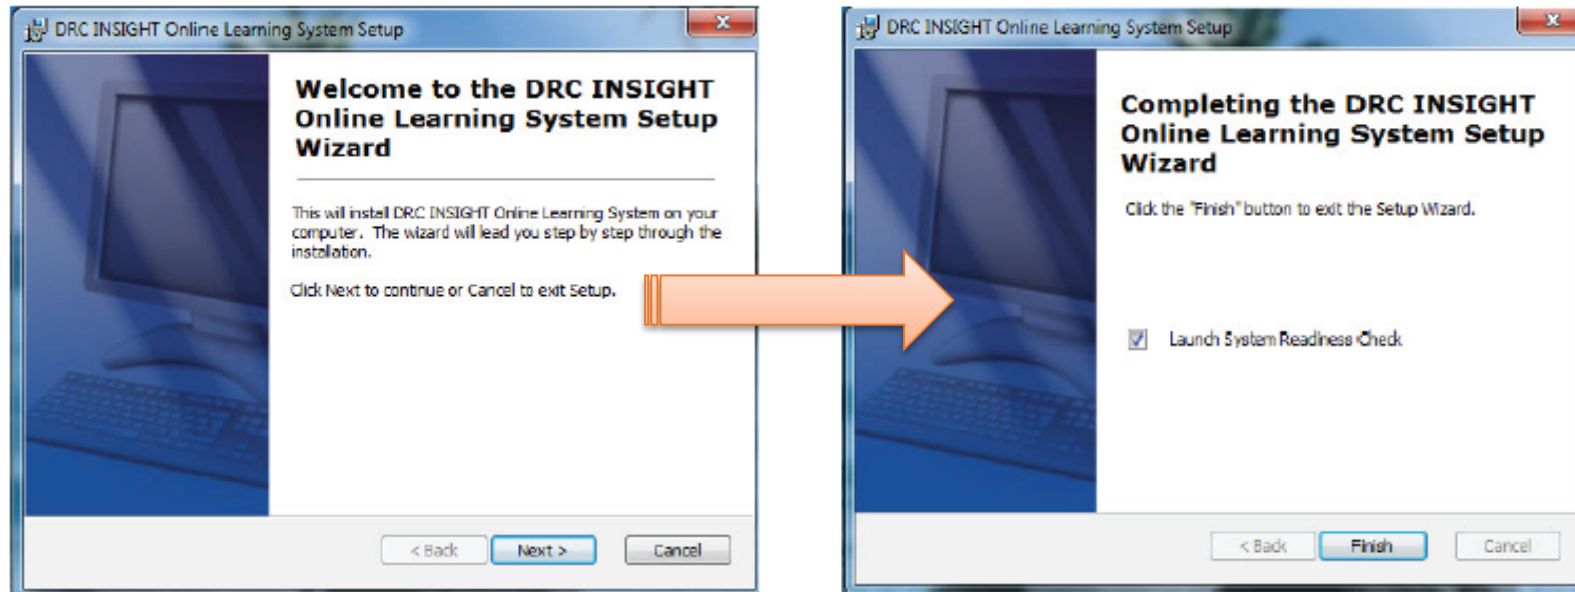 DRC INSIGHT Online Learning System Setup
Welcome to the DRC INSIGHT
Online Learning System Setup
Wizard
This will install DRC INSIGHT Online Learning System on your
computer. The wizard will lead you step by step through the
installation.
Click Next to continue or Cancel to exit Setup.
< Back
Next >
Cancel
DRC INSIGHT Online Learning System Setup
Completing the DRC INSIGHT
Online Learning System Setup
Wizard
Click the "Finish" button to exit the Setup Wizard.
Launch System Readiness Check
< Back
Finish
Cancel